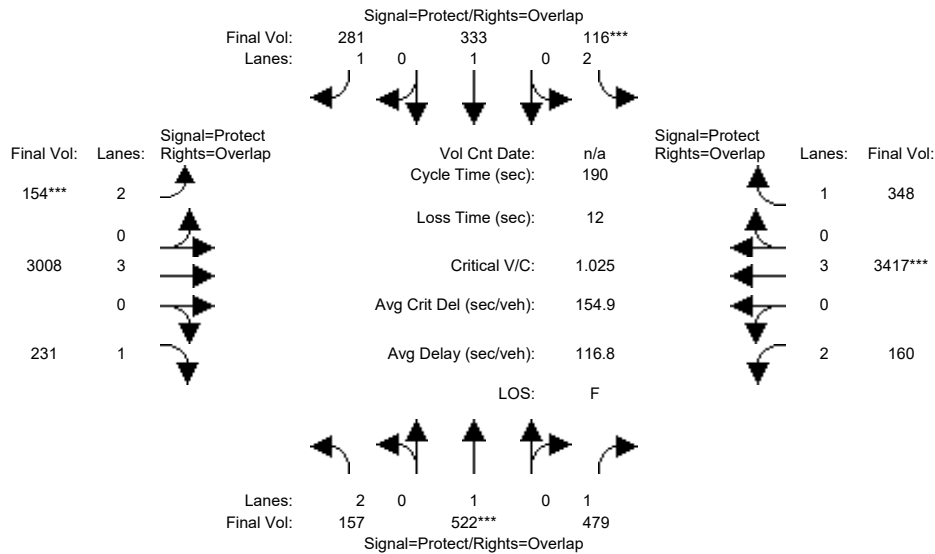 Signal=Protect/Rights=Overlap
Final Vol: 281 333 116***
Lanes: 1 0 1 0 2
Signal=Protect Signal=Protect
Final Vol: Lanes: Rights=Overlap Vol Cnt Date: n/a Rights=Overlap Lanes: Final Vol:
Cycle Time (sec): 190
154*** 2 1 348
Loss Time (sec): 12
0 0
3008 3 Critical V/C: 1.025 3 3417***
0 Avg Crit Del (sec/veh): 154.9 0
231 1 Avg Delay (sec/veh): 116.8 2 160
LOS: F
Lanes: 2 0 1 0 1
Final Vol: 157 522*** 479
Signal=Protect/Rights=Overlap